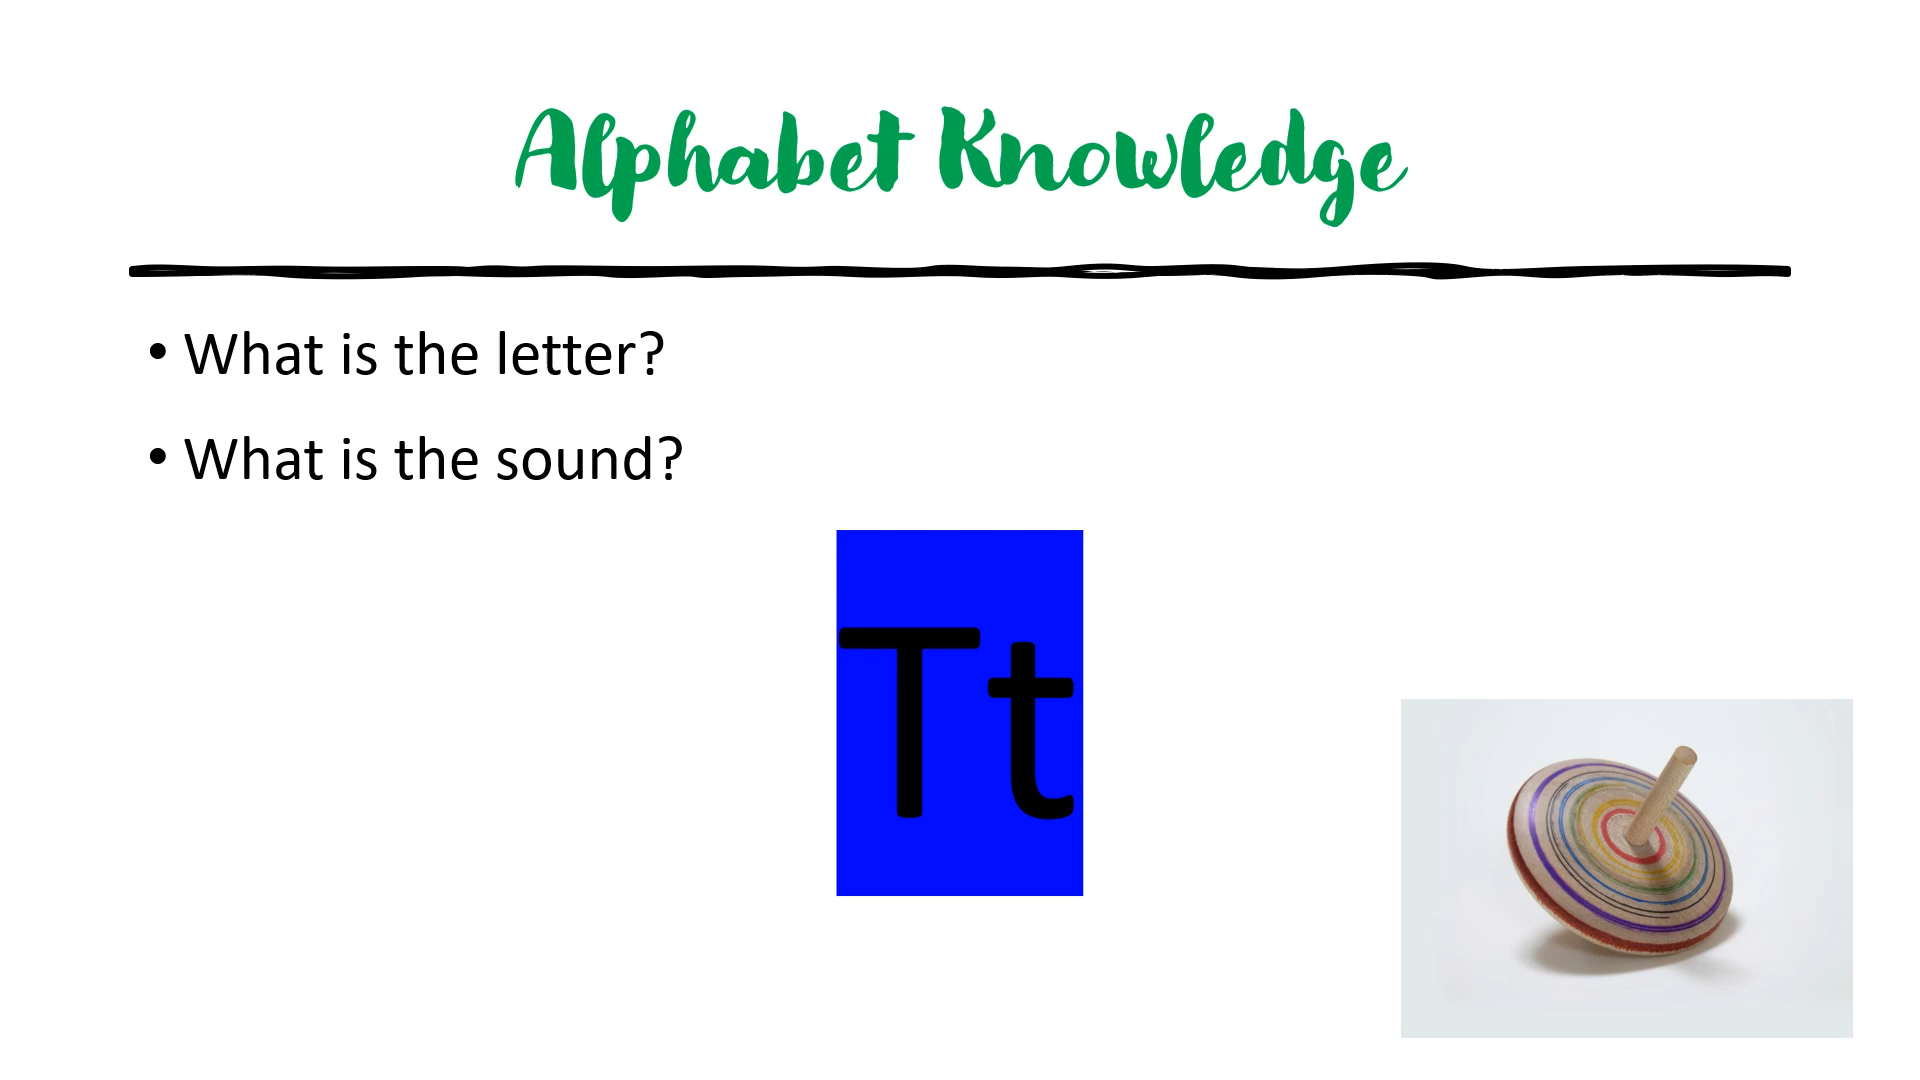 Alphabet Knowledge
• What is the letter?
• What is the sound?
Tt